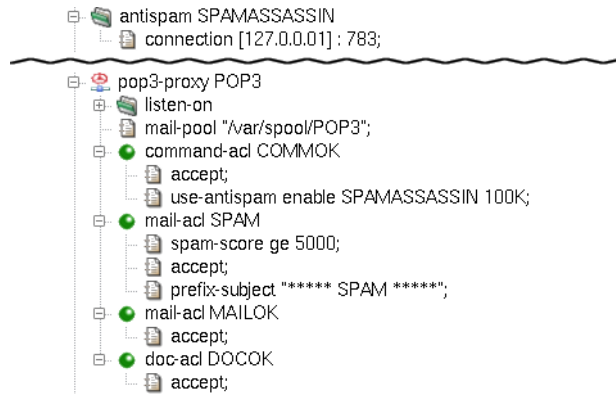 antispam SPAMASSASSIN
connection [127.0.0.01] : 783;
pop3-proxy POP3
listen-on
mail-pool "/var/spool/POP3";
command-acl COMMOK
accept;
use-antispam enable SPAMASSASSIN 100K;
mail-acl SPAM
spam-score ge 5000;
accept;
prefix-subject "***** SPAM *****";
mail-acl MAILOK
accept;
doc-acl DOCOK
accept;